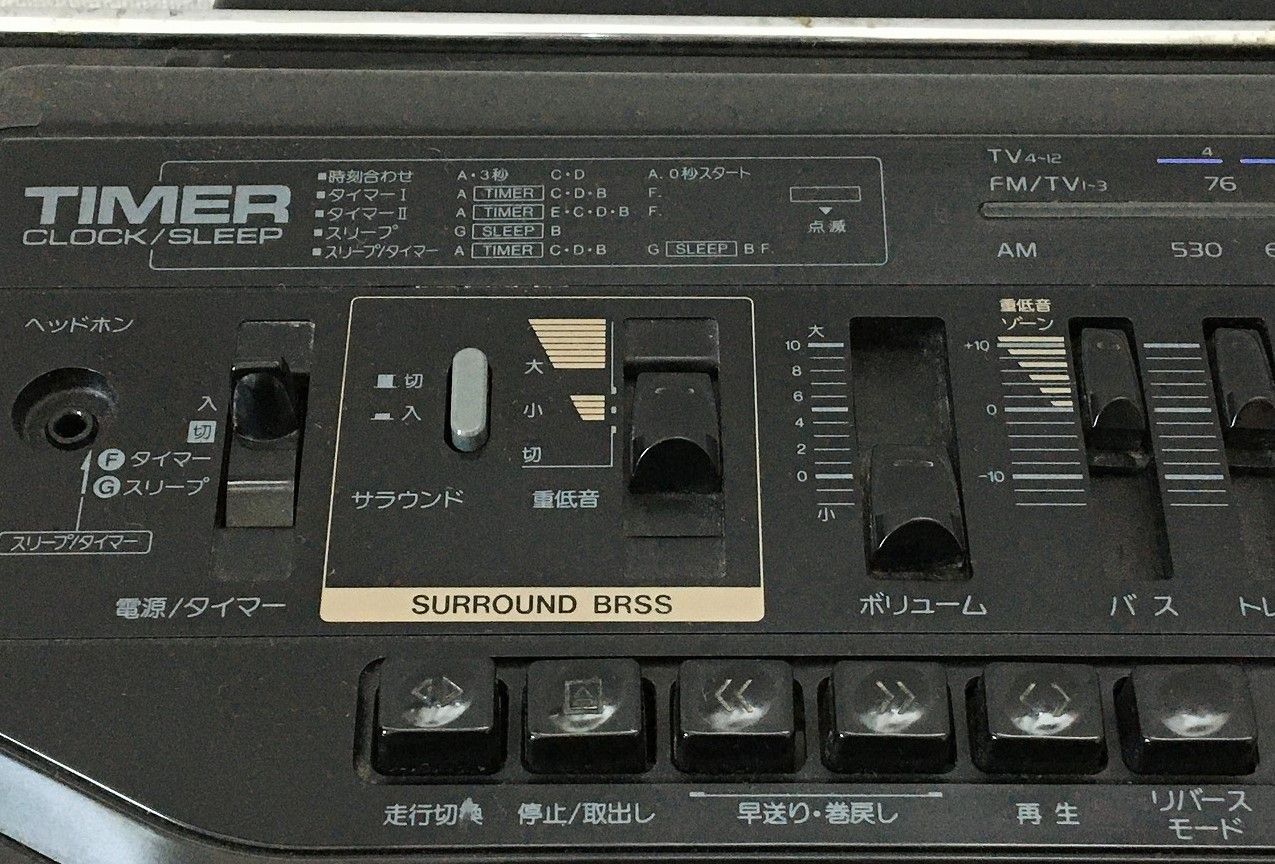 TIMER
CLOCK/SLEEP
■時刻合わせ A・3秒 C・D A. 0秒スタート
■タイマーⅠ A TIMER C・D・B F.
■タイマーⅡ A TIMER E・C・D・B F.
■スリープ G SLEEP B
■スリープ/タイマー A TIMER C・D・B G SLEEP B F.
点滅
TV4~12 4
FM/TV1~3 76
AM 530
ヘッドホン
入
切
F タイマー
G スリープ
スリープ/タイマー
電源/タイマー
切
入
サラウンド
大
小
切
重低音
SURROUND BRSS
大
10
8
6
4
2
0
小
ボリューム
重低音
ゾーン
+10
0
-10
バス
走行切換
停止/取出し
早送り・巻戻し
再生
リバース
モード